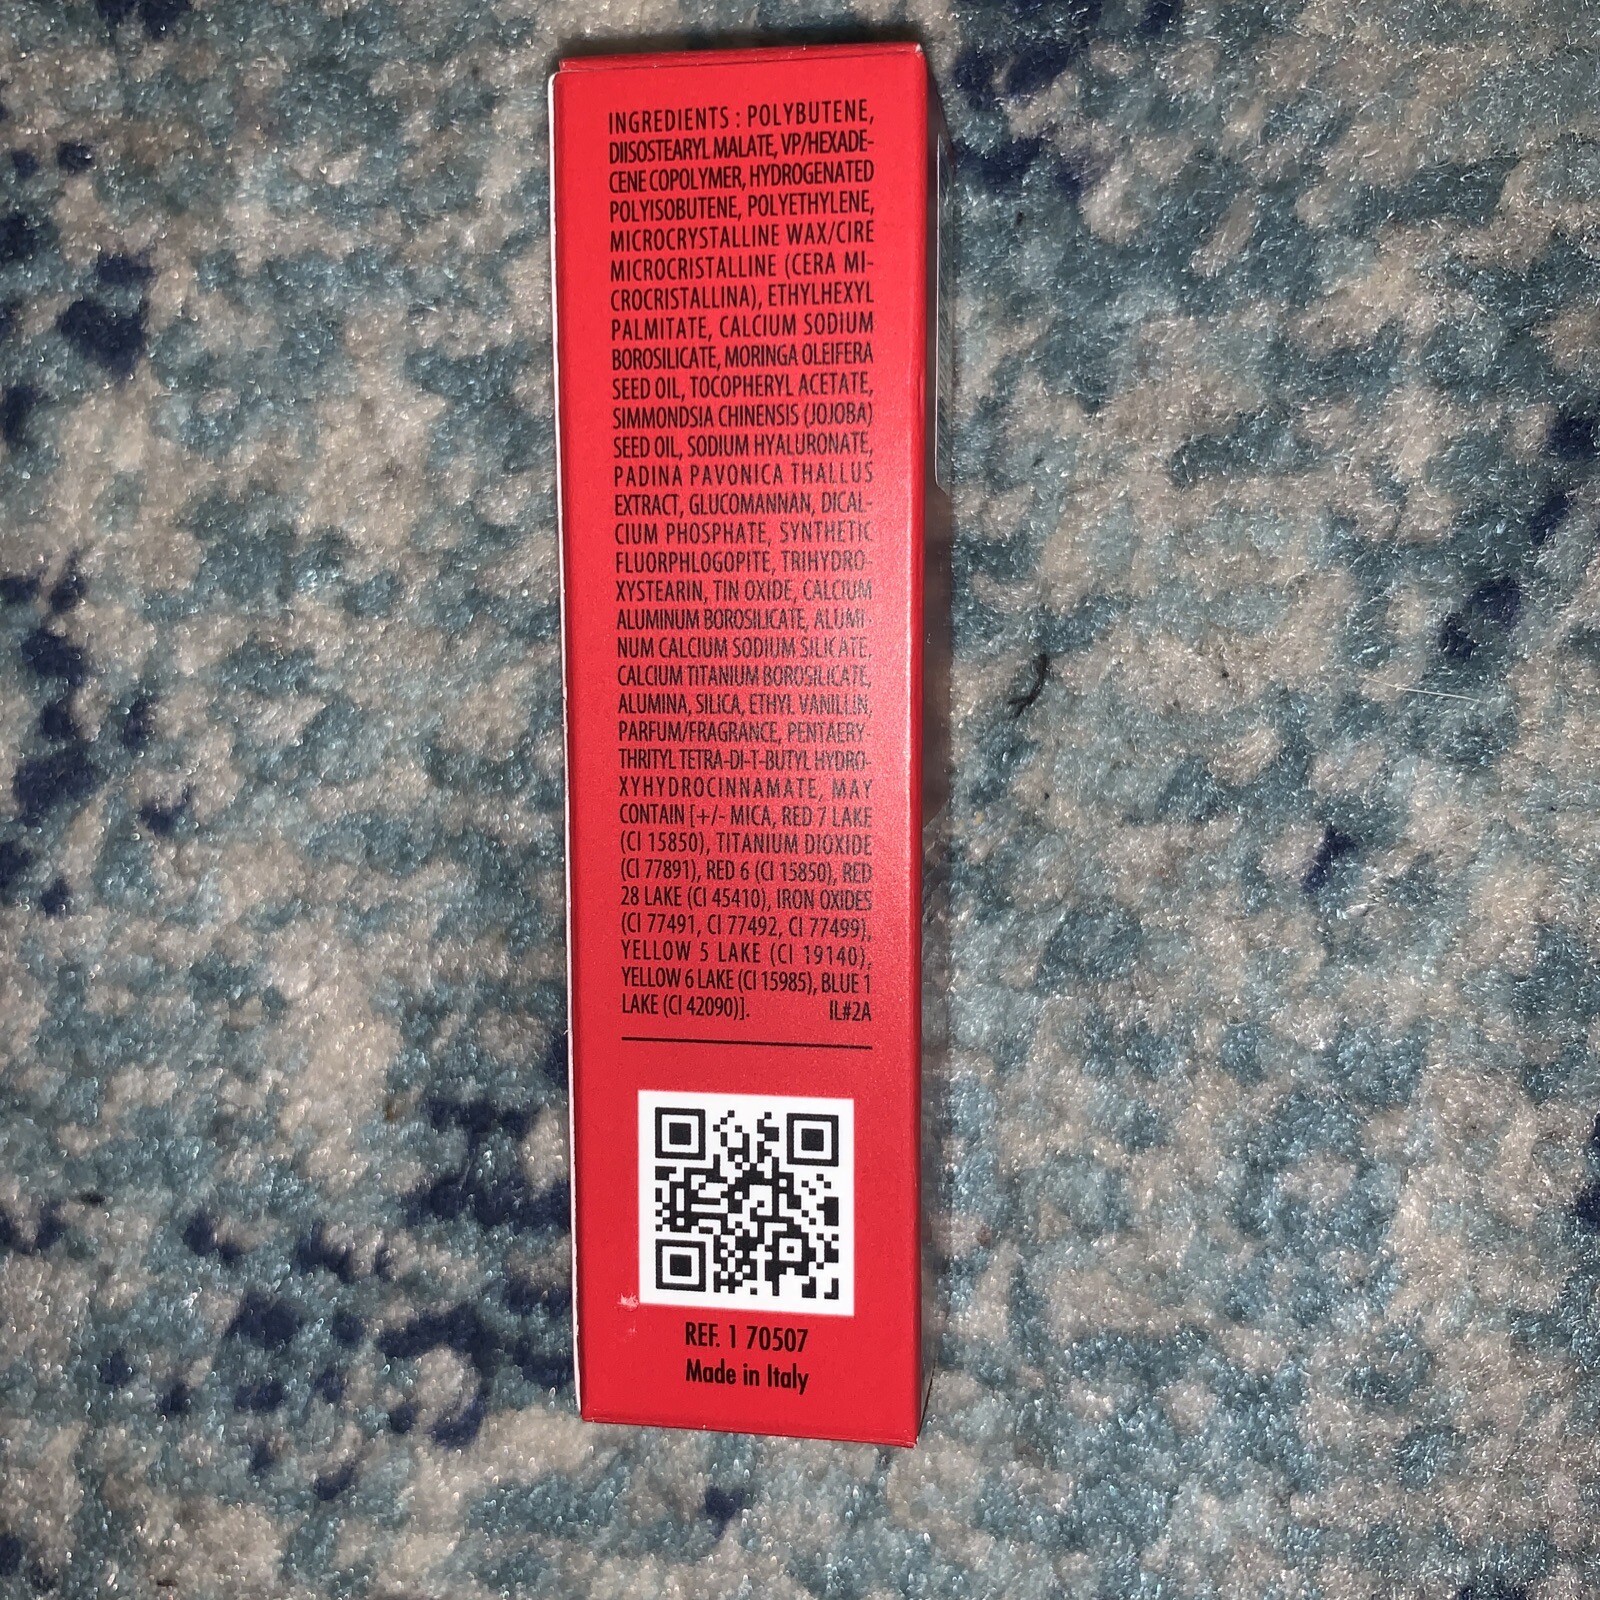 INGREDIENTS : POLYBUTENE,
DIISOSTEARYL MALATE, VP/HEXADE-
CENE COPOLYMER, HYDROGENATED
POLYISOBUTENE, POLYETHYLENE,
MICROCRYSTALLINE WAX/CIRE
MICROCRISTALLINE (CERA MI-
CROCRISTALLINA), ETHYLHEXYL
PALMITATE, CALCIUM SODIUM
BOROSILICATE, MORINGA OLEIFERA
SEED OIL, TOCOPHERYL ACETATE,
SIMMONDSIA CHINENSIS (JOJOBA)
SEED OIL, SODIUM HYALURONATE,
PADINA PAVONICA THALLUS
EXTRACT, GLUCOMANNAN, DICAL-
CIUM PHOSPHATE, SYNTHETIC
FLUORPHLOGOPITE, TRIHYDRO-
XYSTEARIN, TIN OXIDE, CALCIUM
ALUMINUM BOROSILICATE, ALUMI-
NUM CALCIUM SODIUM SILICATE,
CALCIUM TITANIUM BOROSILICATE,
ALUMINA, SILICA, ETHYL VANILLIN,
PARFUM/FRAGRANCE, PENTAERY-
THRITYL TETRA-DI-T-BUTYL HYDRO-
XYHYDROCINNAMATE, MAY
CONTAIN [+/- MICA, RED 7 LAKE
(CI 15850), TITANIUM DIOXIDE
(CI 77891), RED 6 (CI 15850), RED
28 LAKE (CI 45410), IRON OXIDES
(CI 77491, CI 77492, CI 77499),
YELLOW 5 LAKE (CI 19140),
YELLOW 6 LAKE (CI 15985), BLUE 1
LAKE (CI 42090)]. IL#2A
REF. 1 70507
Made in Italy